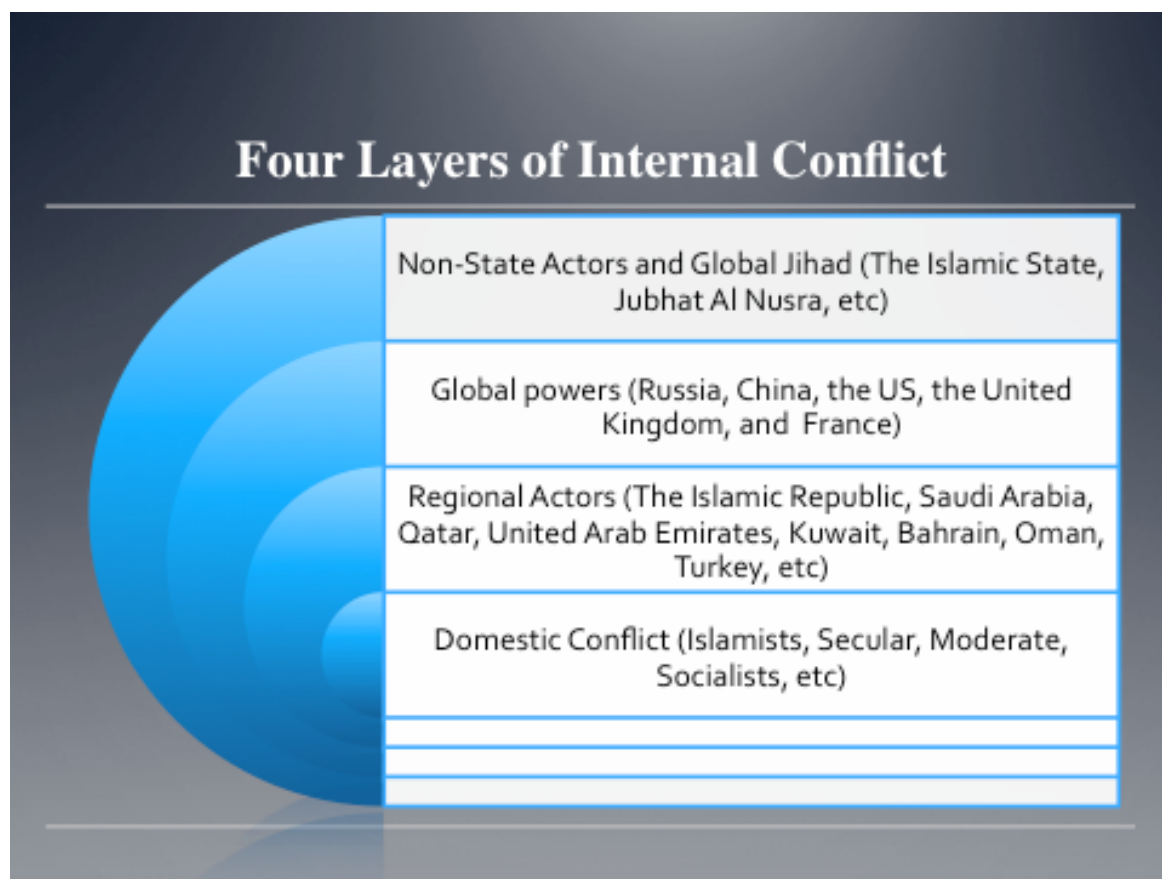 Four Layers of Internal Conflict
Non-State Actors and Global Jihad (The Islamic State,
Jubhat Al Nusra, etc)
Global powers (Russia, China, the US, the United
Kingdom, and  France)
Regional Actors (The Islamic Republic, Saudi Arabia,
Qatar, United Arab Emirates, Kuwait, Bahrain, Oman,
Turkey, etc)
Domestic Conflict (Islamists, Secular, Moderate,
Socialists, etc)